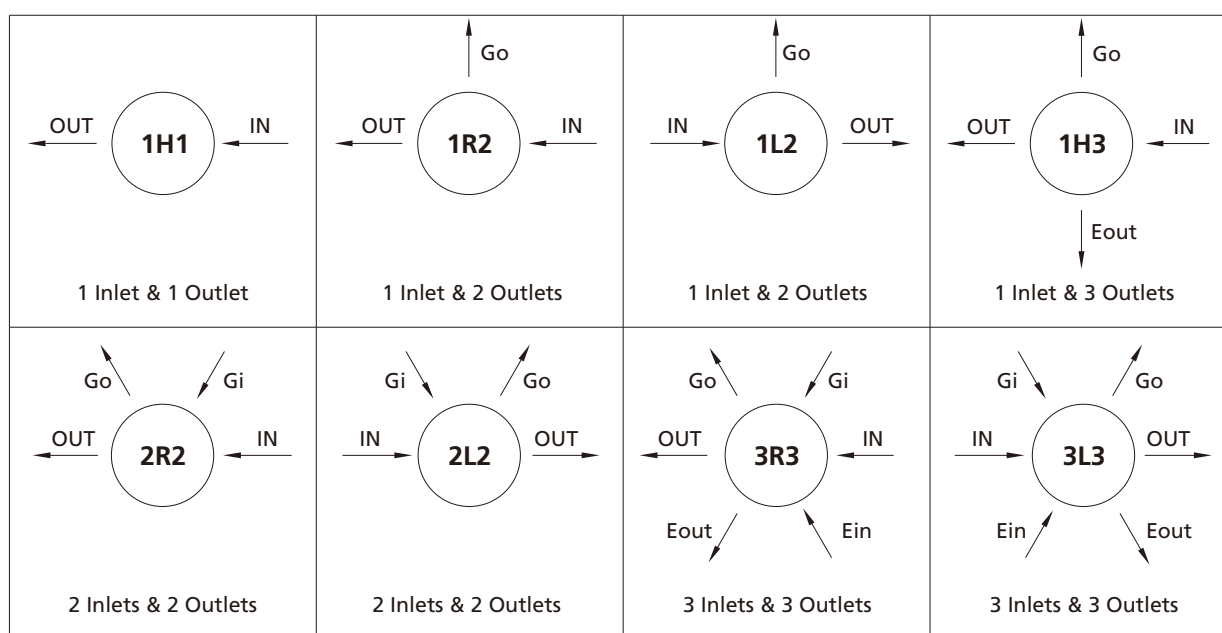 OUT
1H1
IN
1 Inlet & 1 Outlet
Go
OUT
1R2
IN
1 Inlet & 2 Outlets
Go
IN
1L2
OUT
1 Inlet & 2 Outlets
Go
OUT
1H3
IN
Eout
1 Inlet & 3 Outlets
Go
Gi
OUT
2R2
IN
2 Inlets & 2 Outlets
Gi
Go
IN
2L2
OUT
2 Inlets & 2 Outlets
Go
Gi
OUT
3R3
IN
Eout
Ein
3 Inlets & 3 Outlets
Gi
Go
IN
3L3
OUT
Ein
Eout
3 Inlets & 3 Outlets